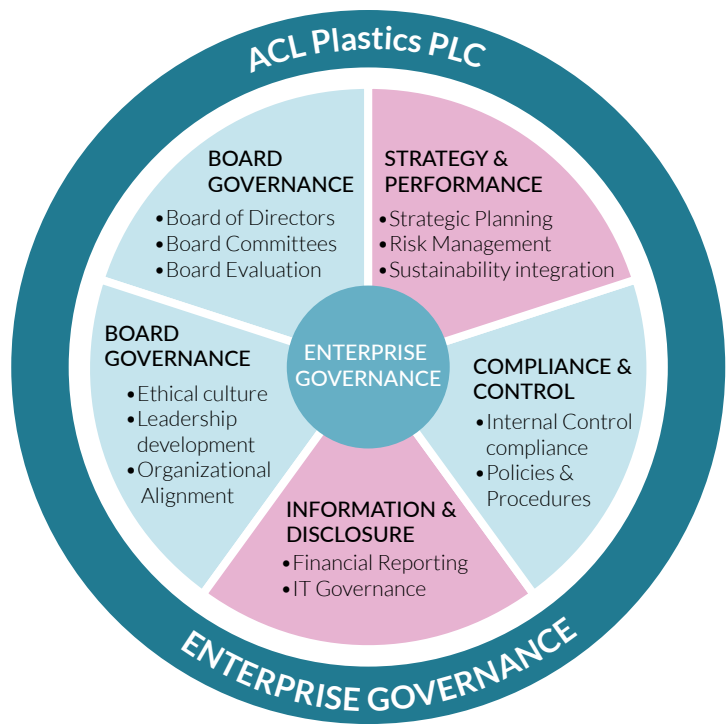 ACL Plastics PLC
BOARD
GOVERNANCE
•Board of Directors
•Board Committees
•Board Evaluation
STRATEGY &
PERFORMANCE
•Strategic Planning
•Risk Management
•Sustainability integration
BOARD
GOVERNANCE
•Ethical culture
•Leadership
development
•Organizational
Alignment
ENTERPRISE
GOVERNANCE
COMPLIANCE &
CONTROL
•Internal Control
compliance
•Policies &
Procedures
INFORMATION &
DISCLOSURE
•Financial Reporting
•IT Governance
ENTERPRISE GOVERNANCE